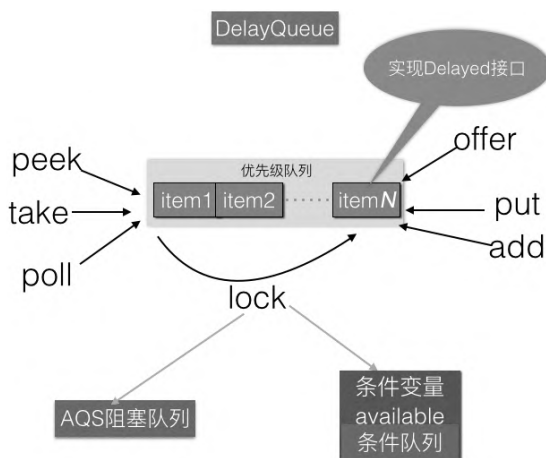 DelayQueue
实现Delayed接口
优先级队列
peek
offer
item1
item2
itemN
take
put
add
poll
lock
AQS阻塞队列
条件变量
available
条件队列